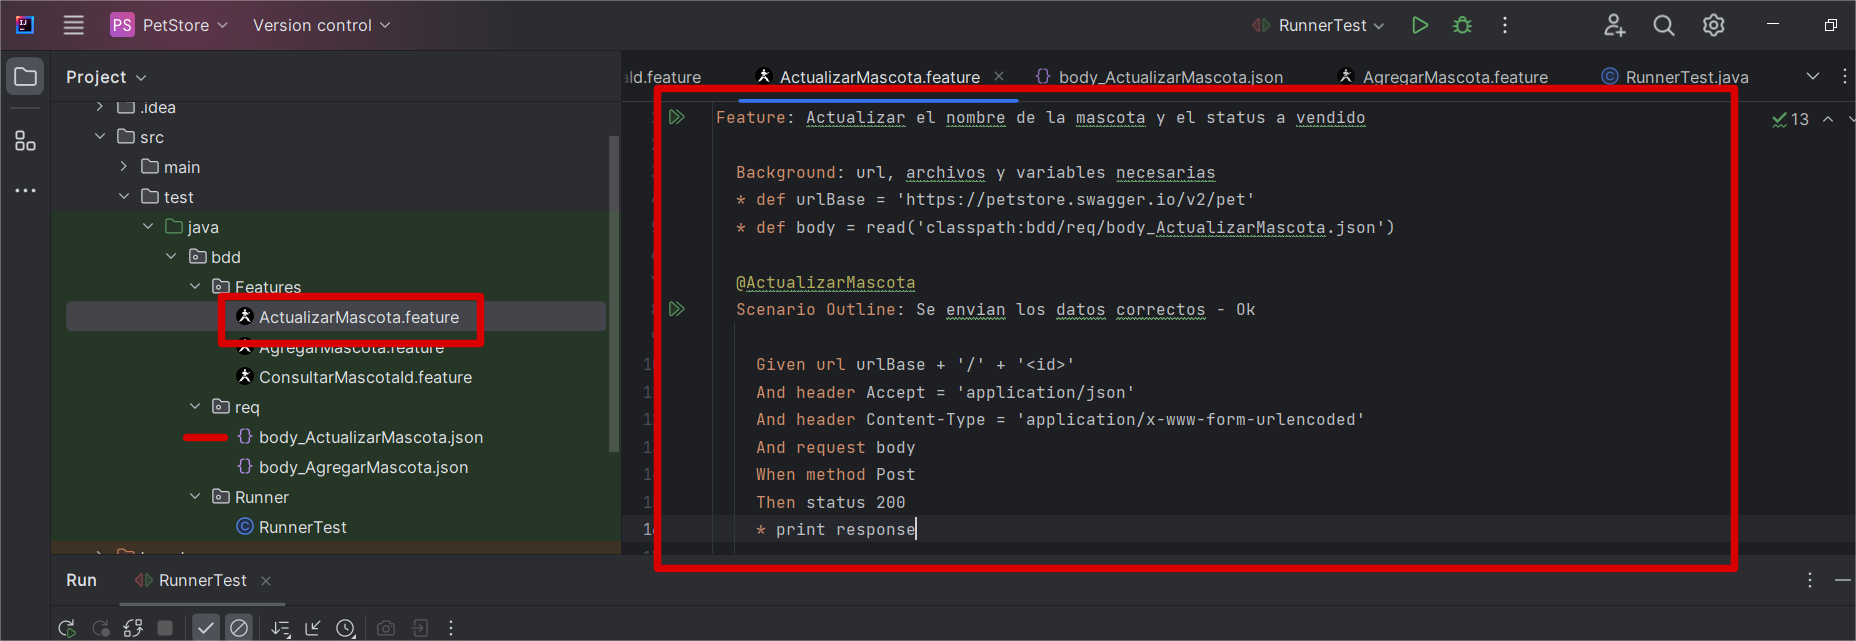 PS PetStore Version control RunnerTest
Project
.idea
src
main
test
java
bdd
Features
ActualizarMascota.feature
AgregarMascota.feature
ConsultarMascotaId.feature
req
body_ActualizarMascota.json
body_AgregarMascota.json
Runner
RunnerTest
ld.feature ActualizarMascota.feature body_ActualizarMascota.json AgregarMascota.feature RunnerTest.java
Feature: Actualizar el nombre de la mascota y el status a vendido
13
Background: url, archivos y variables necesarias
* def urlBase = 'https://petstore.swagger.io/v2/pet'
* def body = read('classpath:bdd/req/body_ActualizarMascota.json')
@ActualizarMascota
Scenario Outline: Se envian los datos correctos - Ok
Given url urlBase + '/' + '<id>'
And header Accept = 'application/json'
And header Content-Type = 'application/x-www-form-urlencoded'
And request body
When method Post
Then status 200
* print response
Run RunnerTest